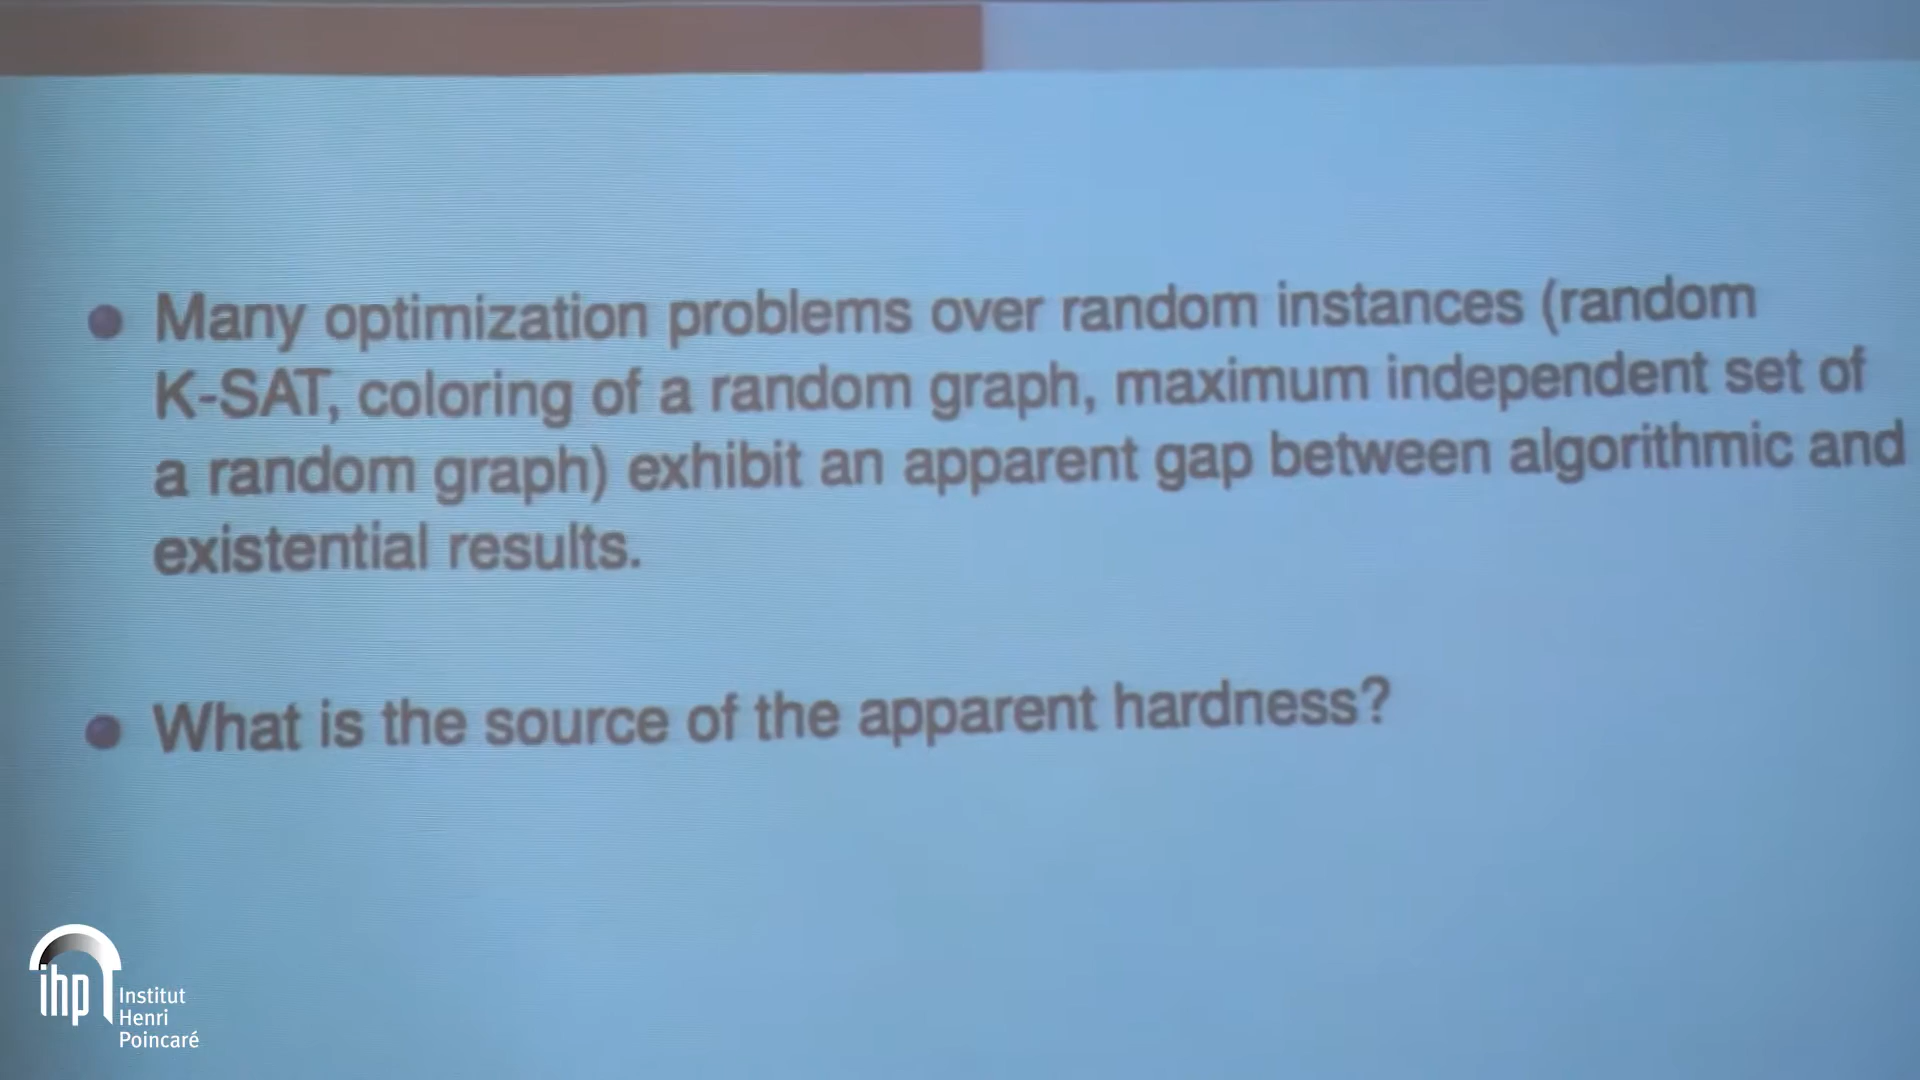 Many optimization problems over random instances (random
K-SAT, coloring of a random graph, maximum independent set of
a random graph) exhibit an apparent gap between algorithmic and
existential results.
What is the source of the apparent hardness?
ihp
Institut
Henri
Poincaré